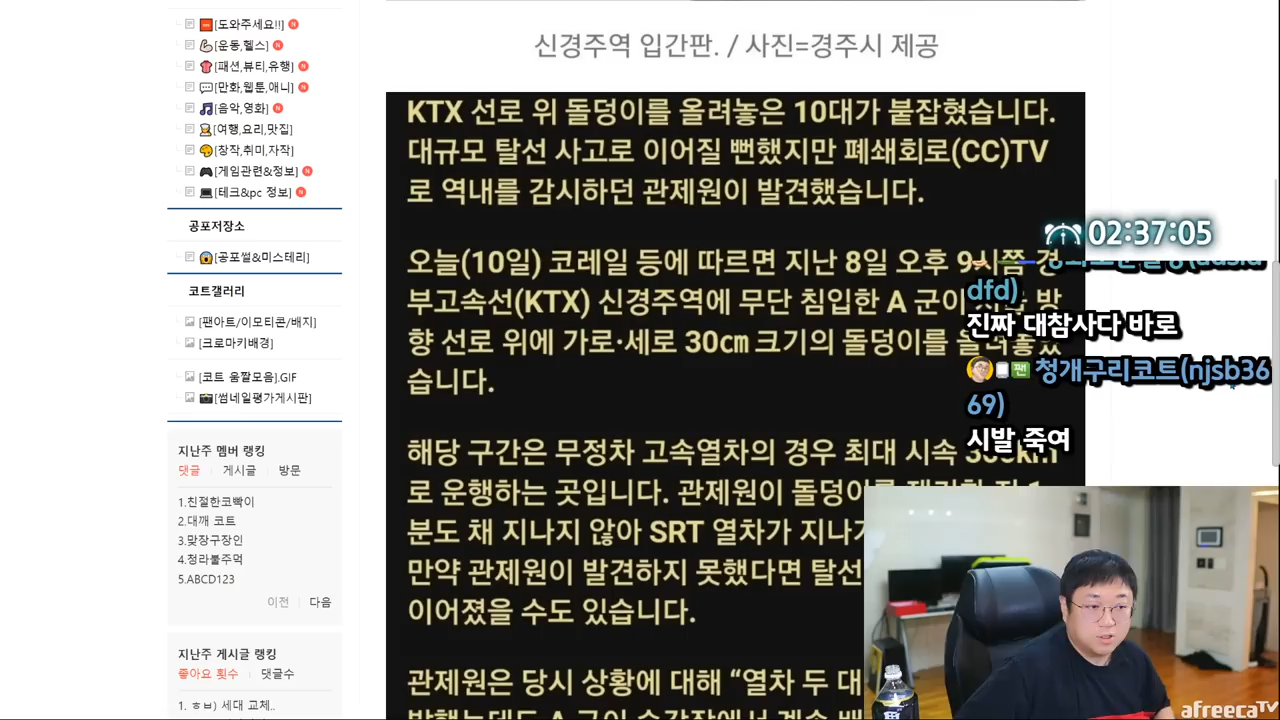 [도와주세요!!] N
[운동,헬스] N
[패션,뷰티,유행] N
[만화,웹툰,애니] N
[음악,영화] N
[여행,요리,맛집]
[창작,취미,자작]
[게임관련&정보] N
[테크&pc 정보] N
공포저장소
[공포썰&미스테리]
코트갤러리
[팬아트/이모티콘/배지]
[크로마키배경]
[코트 움짤모음].GIF
[썸네일평가게시판]
지난주 멤버 랭킹
댓글 게시글 방문
1.친절한코빡이
2.대깨 코트
3.맞장구장인
4.청라불주먹
5.ABCD123
이전 다음
지난주 게시글 랭킹
좋아요 횟수 댓글수
1. ㅎㅂ) 세대 교체..
신경주역 입간판. / 사진=경주시 제공
KTX 선로 위 돌덩이를 올려놓은 10대가 붙잡혔습니다.
대규모 탈선 사고로 이어질 뻔했지만 폐쇄회로(CC)TV
로 역내를 감시하던 관제원이 발견했습니다.
오늘(10일) 코레일 등에 따르면 지난 8일 오후 9시쯤 경
부고속선(KTX) 신경주역에 무단 침입한 A 군이 방
향 선로 위에 가로·세로 30㎝ 크기의 돌덩이를
습니다.
해당 구간은 무정차 고속열차의 경우 최대 시속
로 운행하는 곳입니다. 관제원이 돌덩이를
분도 채 지나지 않아 SRT 열차가
만약 관제원이 발견하지 못했다면 탈선
이어졌을 수도 있습니다.
관제원은 당시 상황에 대해 “열차 두 대
02:37:05
dfd)
진짜 대참사다 바로
팬 청개구리코트(njsb36
69)
시발 죽여
afreecaTV